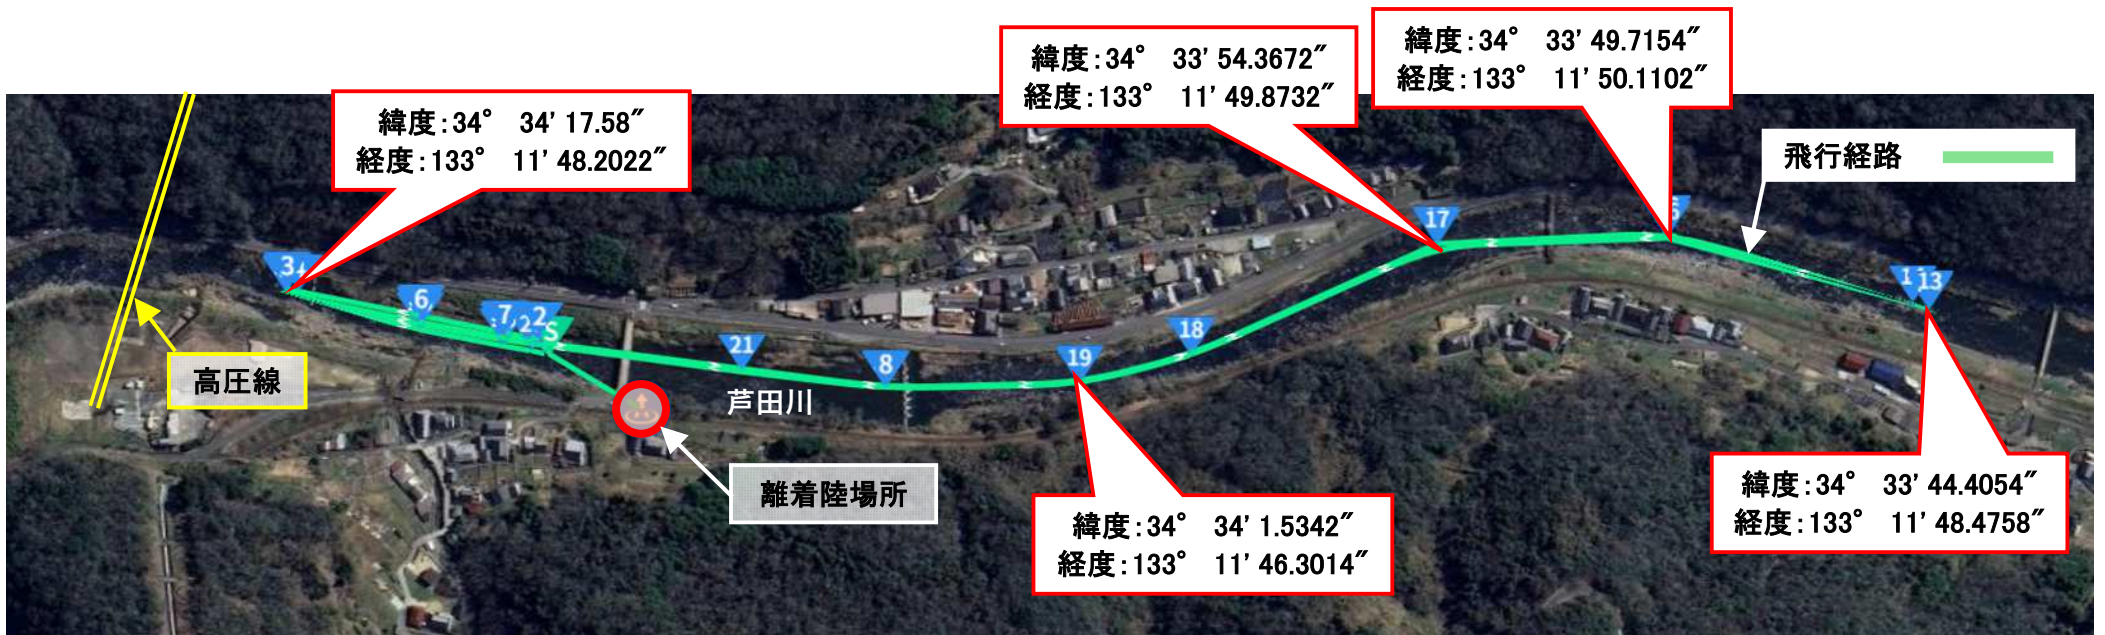 緯度：34°　33′ 49.7154″
経度：133°　11′ 50.1102″
緯度：34°　33′ 54.3672″
経度：133°　11′ 49.8732″
緯度：34°　34′ 17.58″
経度：133°　11′ 48.2022″
飛行経路
17
3
13
6
7
2
S
21
8
19
18
高圧線
芦田川
離着陸場所
緯度：34°　33′ 44.4054″
経度：133°　11′ 48.4758″
緯度：34°　34′ 1.5342″
経度：133°　11′ 46.3014″